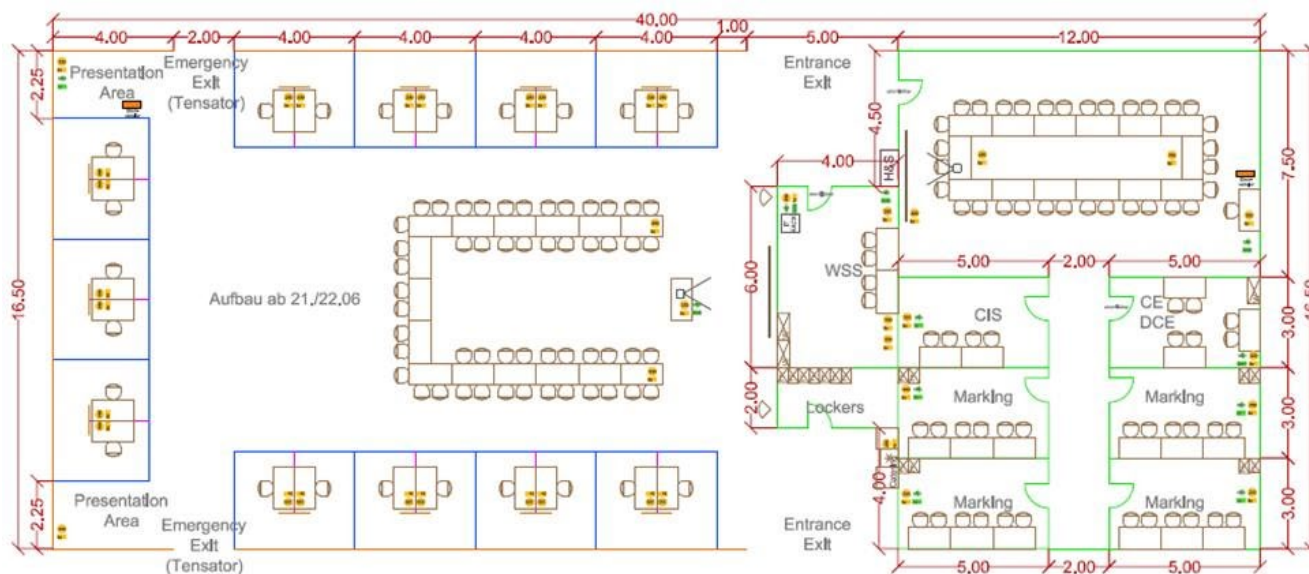 40.00
1.00
4.00
2.00
4.00
4.00
4.00
4.00
5.00
12.00
2.25
Presentation
Area
Emergency
Exit
(Tensator)
Entrance
Exit
4.50
7.50
H&S
4.00
16.50
Aufbau ab 21./22.06
6.00
WSS
5.00
2.00
5.00
16.50
CIS
CE
DCE
3.00
2.00
Lockers
Marking
Marking
3.00
4.00
Marking
Marking
3.00
2.25
Presentation
Area
Emergency
Exit
(Tensator)
Entrance
Exit
5.00
2.00
5.00